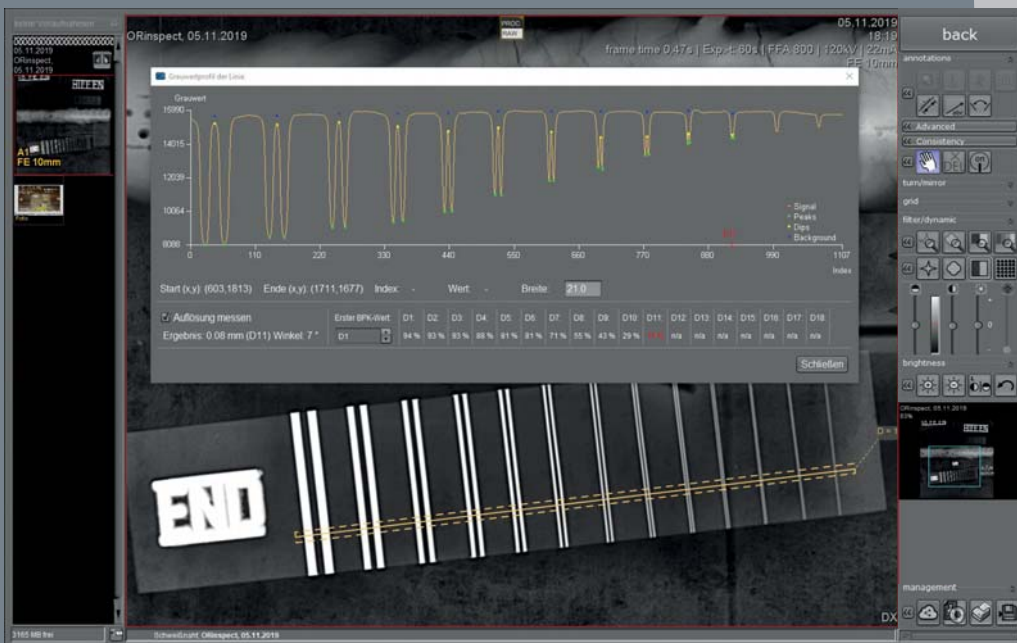 05.11.2019
ORinspect,
05.11.2019
A1
FE 10mm
Foto
3165 MB frei
ORinspect, 05.11.2019
PROC
RAW
05.11.2019
18:19
frame time 0.47s | Exp.-t. 60s | FFA 800 | 120kV | 22mA
FE 10mm
Grauwertprofil der Linie
Grauwert
15990
14015
12039
10064
8088
0 110 220 330 440 550 660 770 880 990 1107
Index
Signal
Peaks
Dips
Background
Start (x,y): (603,1813) Ende (x,y): (1711,1677) Index: - Wert: - Breite: 21.0
Auflösung messen
Erster BPK-Wert
D1: D2: D3: D4: D5: D6: D7: D8: D9: D10: D11: D12: D13: D14: D15: D16: D17: D18:
Ergebnis: 0.08 mm (D11) Winkel: 7 °
D1
94 % 93 % 93 % 88 % 91 % 81 % 71 % 55 % 43 % 29 % n/a n/a n/a n/a n/a n/a n/a
Schließen
END
DX
Schweißnaht, ORinspect, 05.11.2019
back
annotations
Advanced
Consistency
DEL
on
turn/mirror
grid
filter/dynamic
brightness
ORinspect, 05.11.2019
83%
management